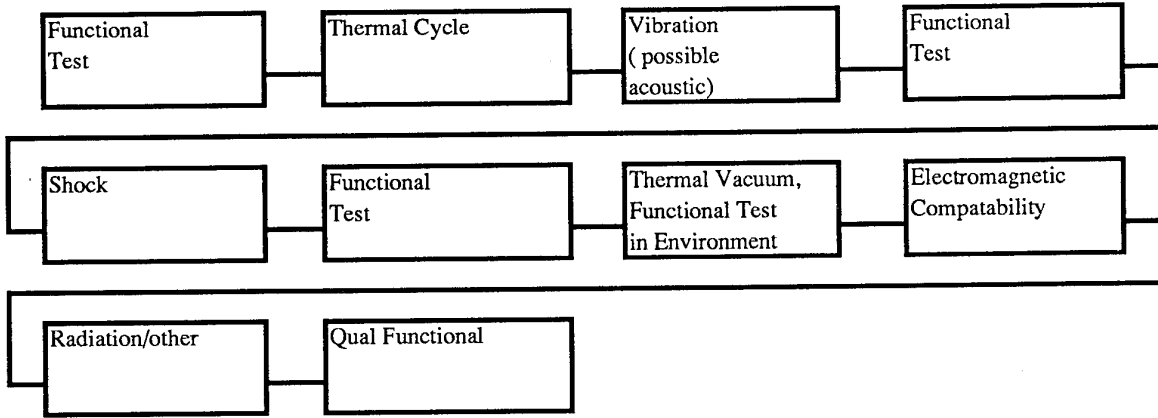 Functional
Test
Thermal Cycle
Vibration
( possible
acoustic)
Functional
Test
Shock
Functional
Test
Thermal Vacuum,
Functional Test
in Environment
Electromagnetic
Compatability
Radiation/other
Qual Functional